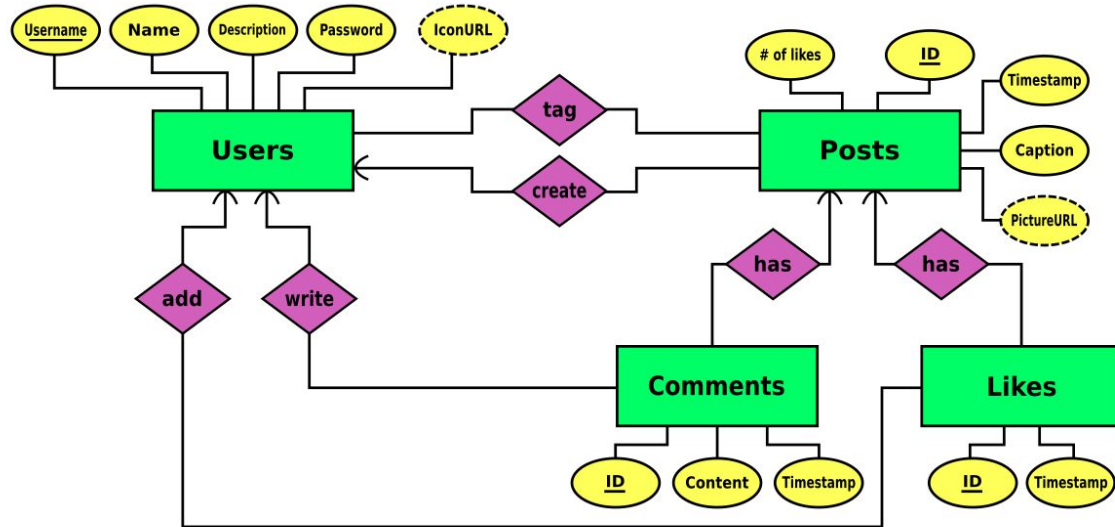 Username
Name
Description
Password
IconURL
# of likes
ID
Timestamp
Caption
PictureURL
Users
tag
create
Posts
add
write
has
has
Comments
Likes
ID
Content
Timestamp
ID
Timestamp